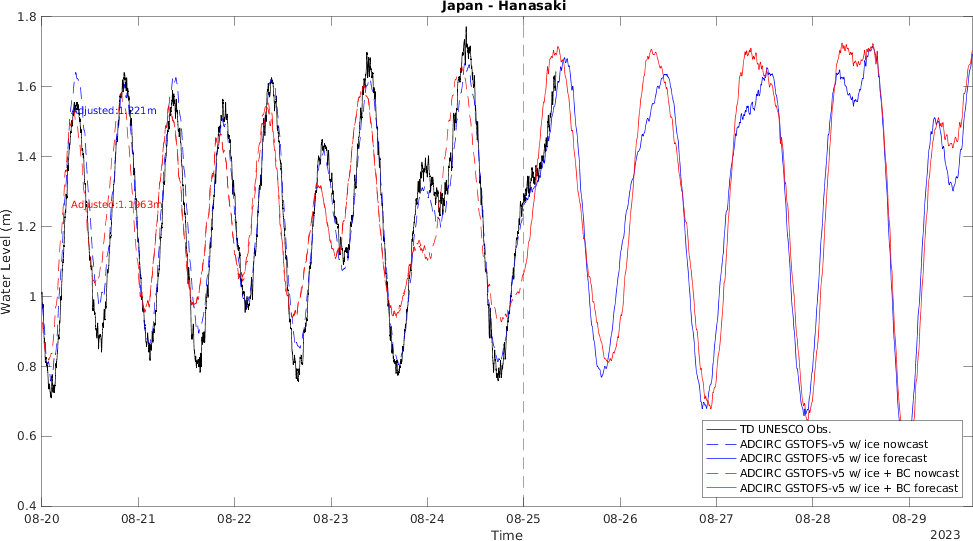 Japan - Hanasaki
1.8
1.6
1.4
1.2
1
0.8
0.6
0.4
Water Level (m)
Adjusted:1.221m
Adjusted:1.1963m
TD UNESCO Obs.
ADCIRC GSTOFS-v5 w/ ice nowcast
ADCIRC GSTOFS-v5 w/ ice forecast
ADCIRC GSTOFS-v5 w/ ice + BC nowcast
ADCIRC GSTOFS-v5 w/ ice + BC forecast
08-20 08-21 08-22 08-23 08-24 08-25 08-26 08-27 08-28 08-29
Time
2023